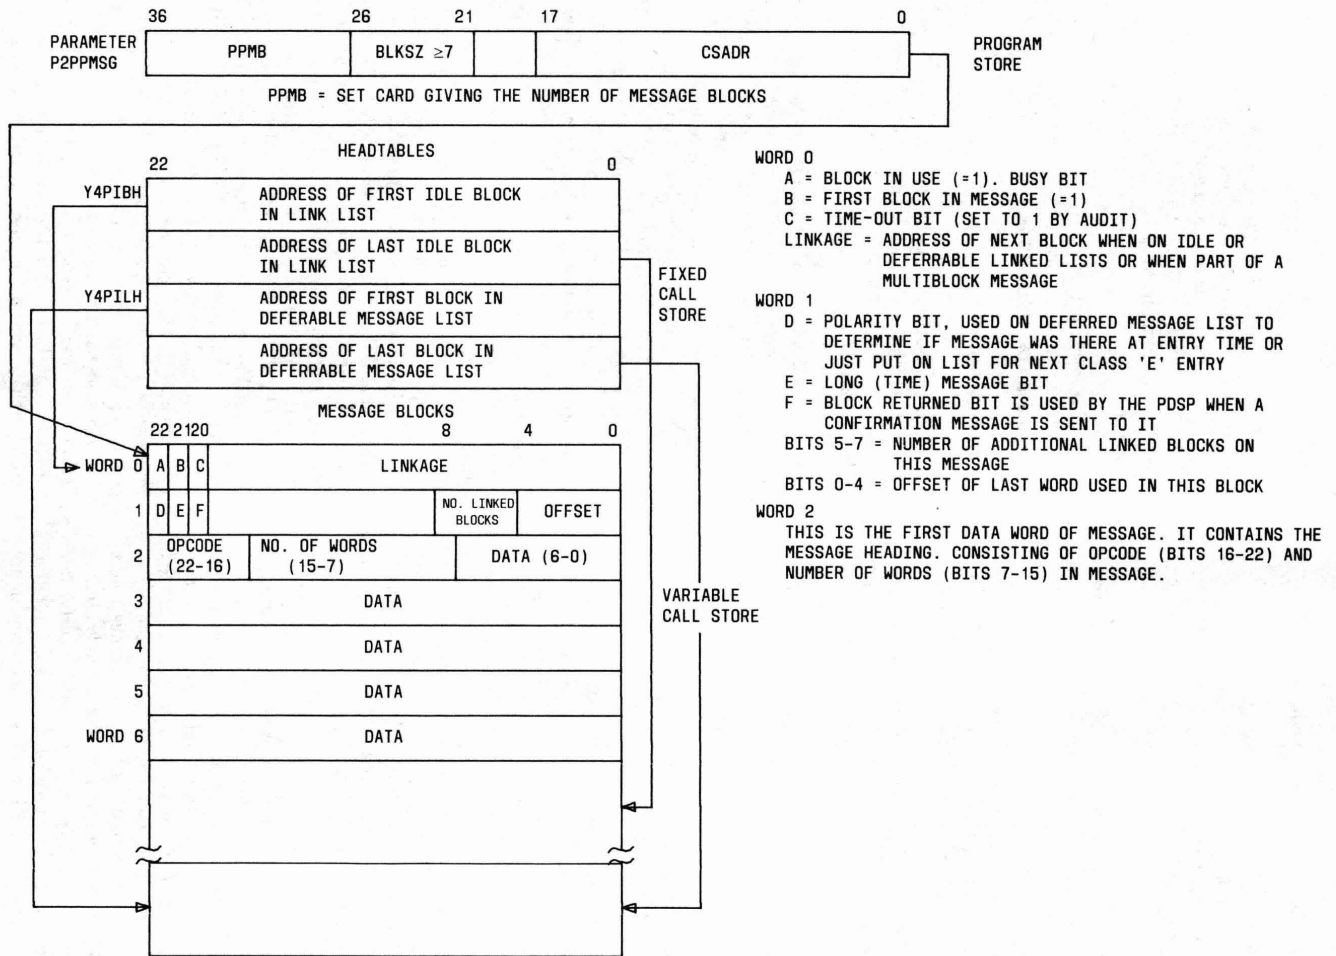 36 26 21 17 0
PARAMETER
P2PPMSG
PPMB
BLKSZ ≥7
CSADR
PROGRAM
STORE
PPMB = SET CARD GIVING THE NUMBER OF MESSAGE BLOCKS
HEADTABLES
22 0
Y4PIBH
ADDRESS OF FIRST IDLE BLOCK
IN LINK LIST
ADDRESS OF LAST IDLE BLOCK
IN LINK LIST
Y4PILH
ADDRESS OF FIRST BLOCK IN
DEFERABLE MESSAGE LIST
ADDRESS OF LAST BLOCK IN
DEFERRABLE MESSAGE LIST
FIXED
CALL
STORE
MESSAGE BLOCKS
22 21 20 8 4 0
WORD 0 A B C LINKAGE
1 D E F NO. LINKED
BLOCKS
OFFSET
2 OPCODE
(22-16)
NO. OF WORDS
(15-7)
DATA (6-0)
3 DATA
4 DATA
5 DATA
WORD 6 DATA
VARIABLE
CALL STORE
WORD 0
A = BLOCK IN USE (=1). BUSY BIT
B = FIRST BLOCK IN MESSAGE (=1)
C = TIME-OUT BIT (SET TO 1 BY AUDIT)
LINKAGE = ADDRESS OF NEXT BLOCK WHEN ON IDLE OR
DEFERRABLE LINKED LISTS OR WHEN PART OF A
MULTIBLOCK MESSAGE
WORD 1
D = POLARITY BIT, USED ON DEFERRED MESSAGE LIST TO
DETERMINE IF MESSAGE WAS THERE AT ENTRY TIME OR
JUST PUT ON LIST FOR NEXT CLASS 'E' ENTRY
E = LONG (TIME) MESSAGE BIT
F = BLOCK RETURNED BIT IS USED BY THE PDSP WHEN A
CONFIRMATION MESSAGE IS SENT TO IT
BITS 5-7 = NUMBER OF ADDITIONAL LINKED BLOCKS ON
THIS MESSAGE
BITS 0-4 = OFFSET OF LAST WORD USED IN THIS BLOCK
WORD 2
THIS IS THE FIRST DATA WORD OF MESSAGE. IT CONTAINS THE
MESSAGE HEADING. CONSISTING OF OPCODE (BITS 16-22) AND
NUMBER OF WORDS (BITS 7-15) IN MESSAGE.